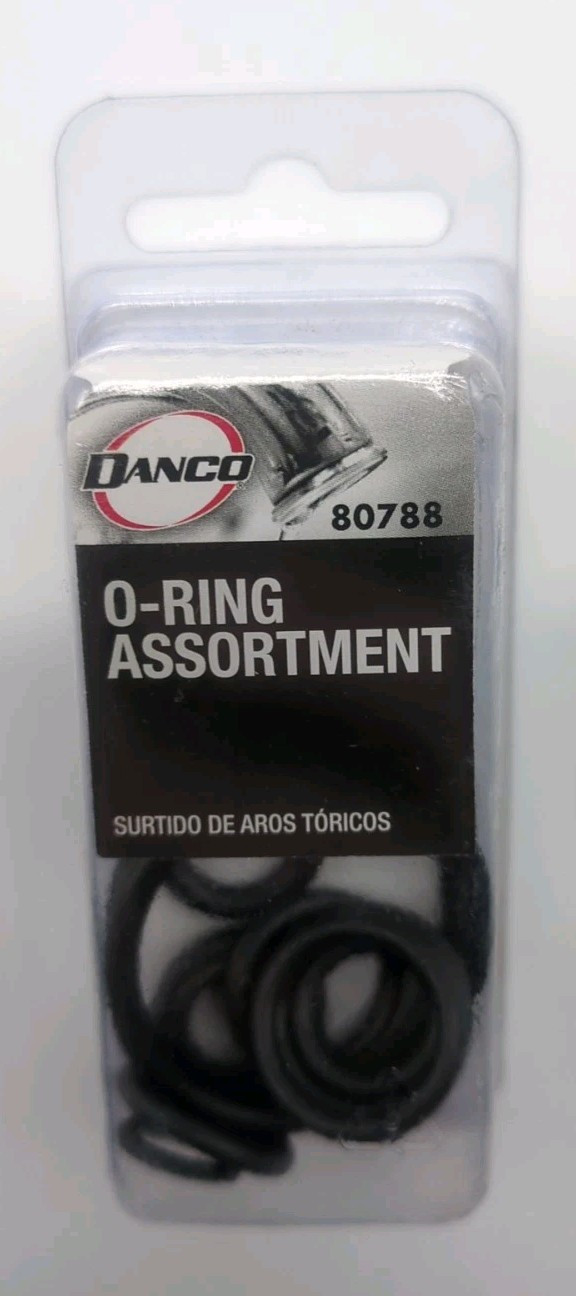 DANCO
80788
O-RING
ASSORTMENT
SURTIDO DE AROS TÓRICOS